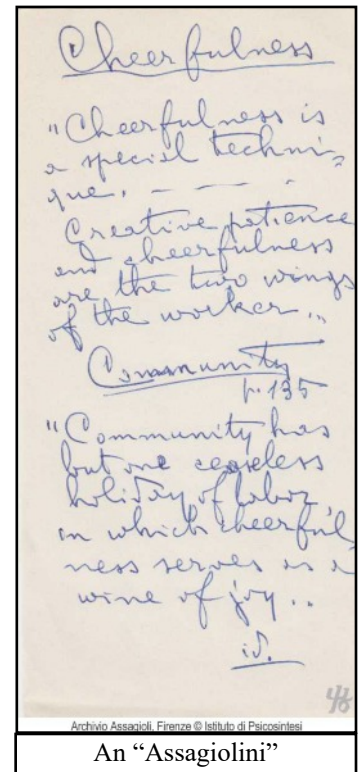 Cheerfulness
"Cheerfulness is
a special techni=
que. — — — .
Creative patience
and cheerfulness
are the two wings
of the worker„
Community
p. 135
"Community has
but one ceaseless
holiday of labor,
in which cheerful
ness serves as a
wine of joy„
id.
Archivio Assagioli, Firenze © Istituto di Psicosintesi
An “Assagiolini”